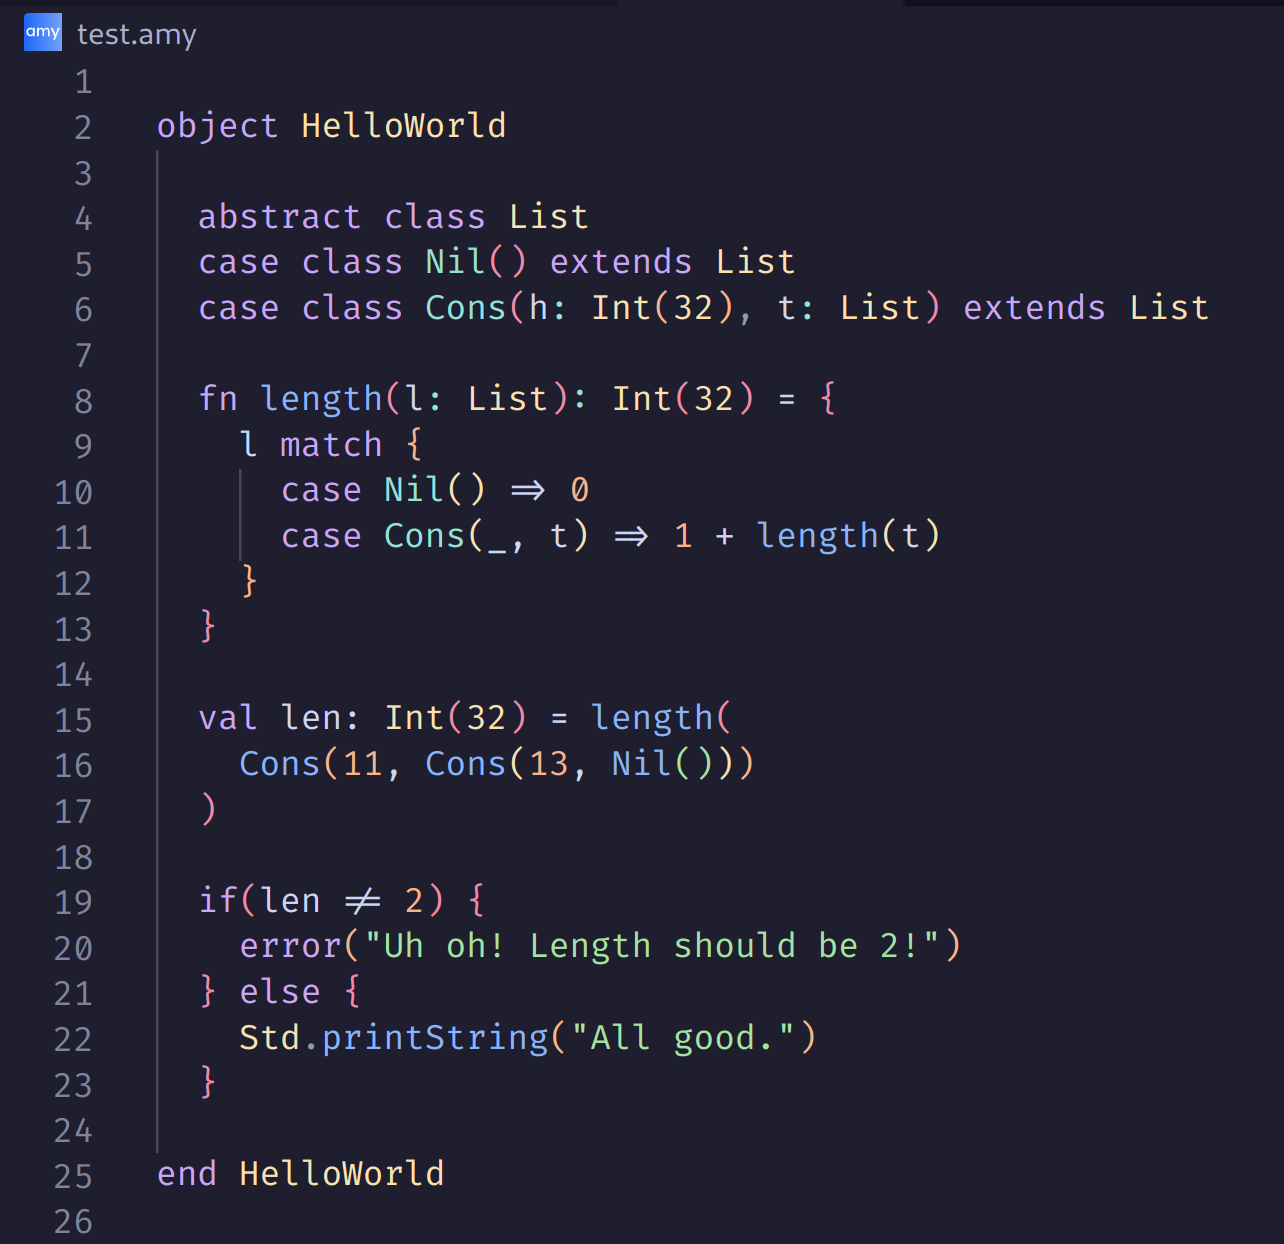 amy test.amy
1
2 object HelloWorld
3
4 abstract class List
5 case class Nil() extends List
6 case class Cons(h: Int(32), t: List) extends List
7
8 fn length(l: List): Int(32) = {
9 l match {
10 case Nil() => 0
11 case Cons(_, t) => 1 + length(t)
12 }
13 }
14
15 val len: Int(32) = length(
16 Cons(11, Cons(13, Nil()))
17 )
18
19 if(len != 2) {
20 error("Uh oh! Length should be 2!")
21 } else {
22 Std.printString("All good.")
23 }
24
25 end HelloWorld
26